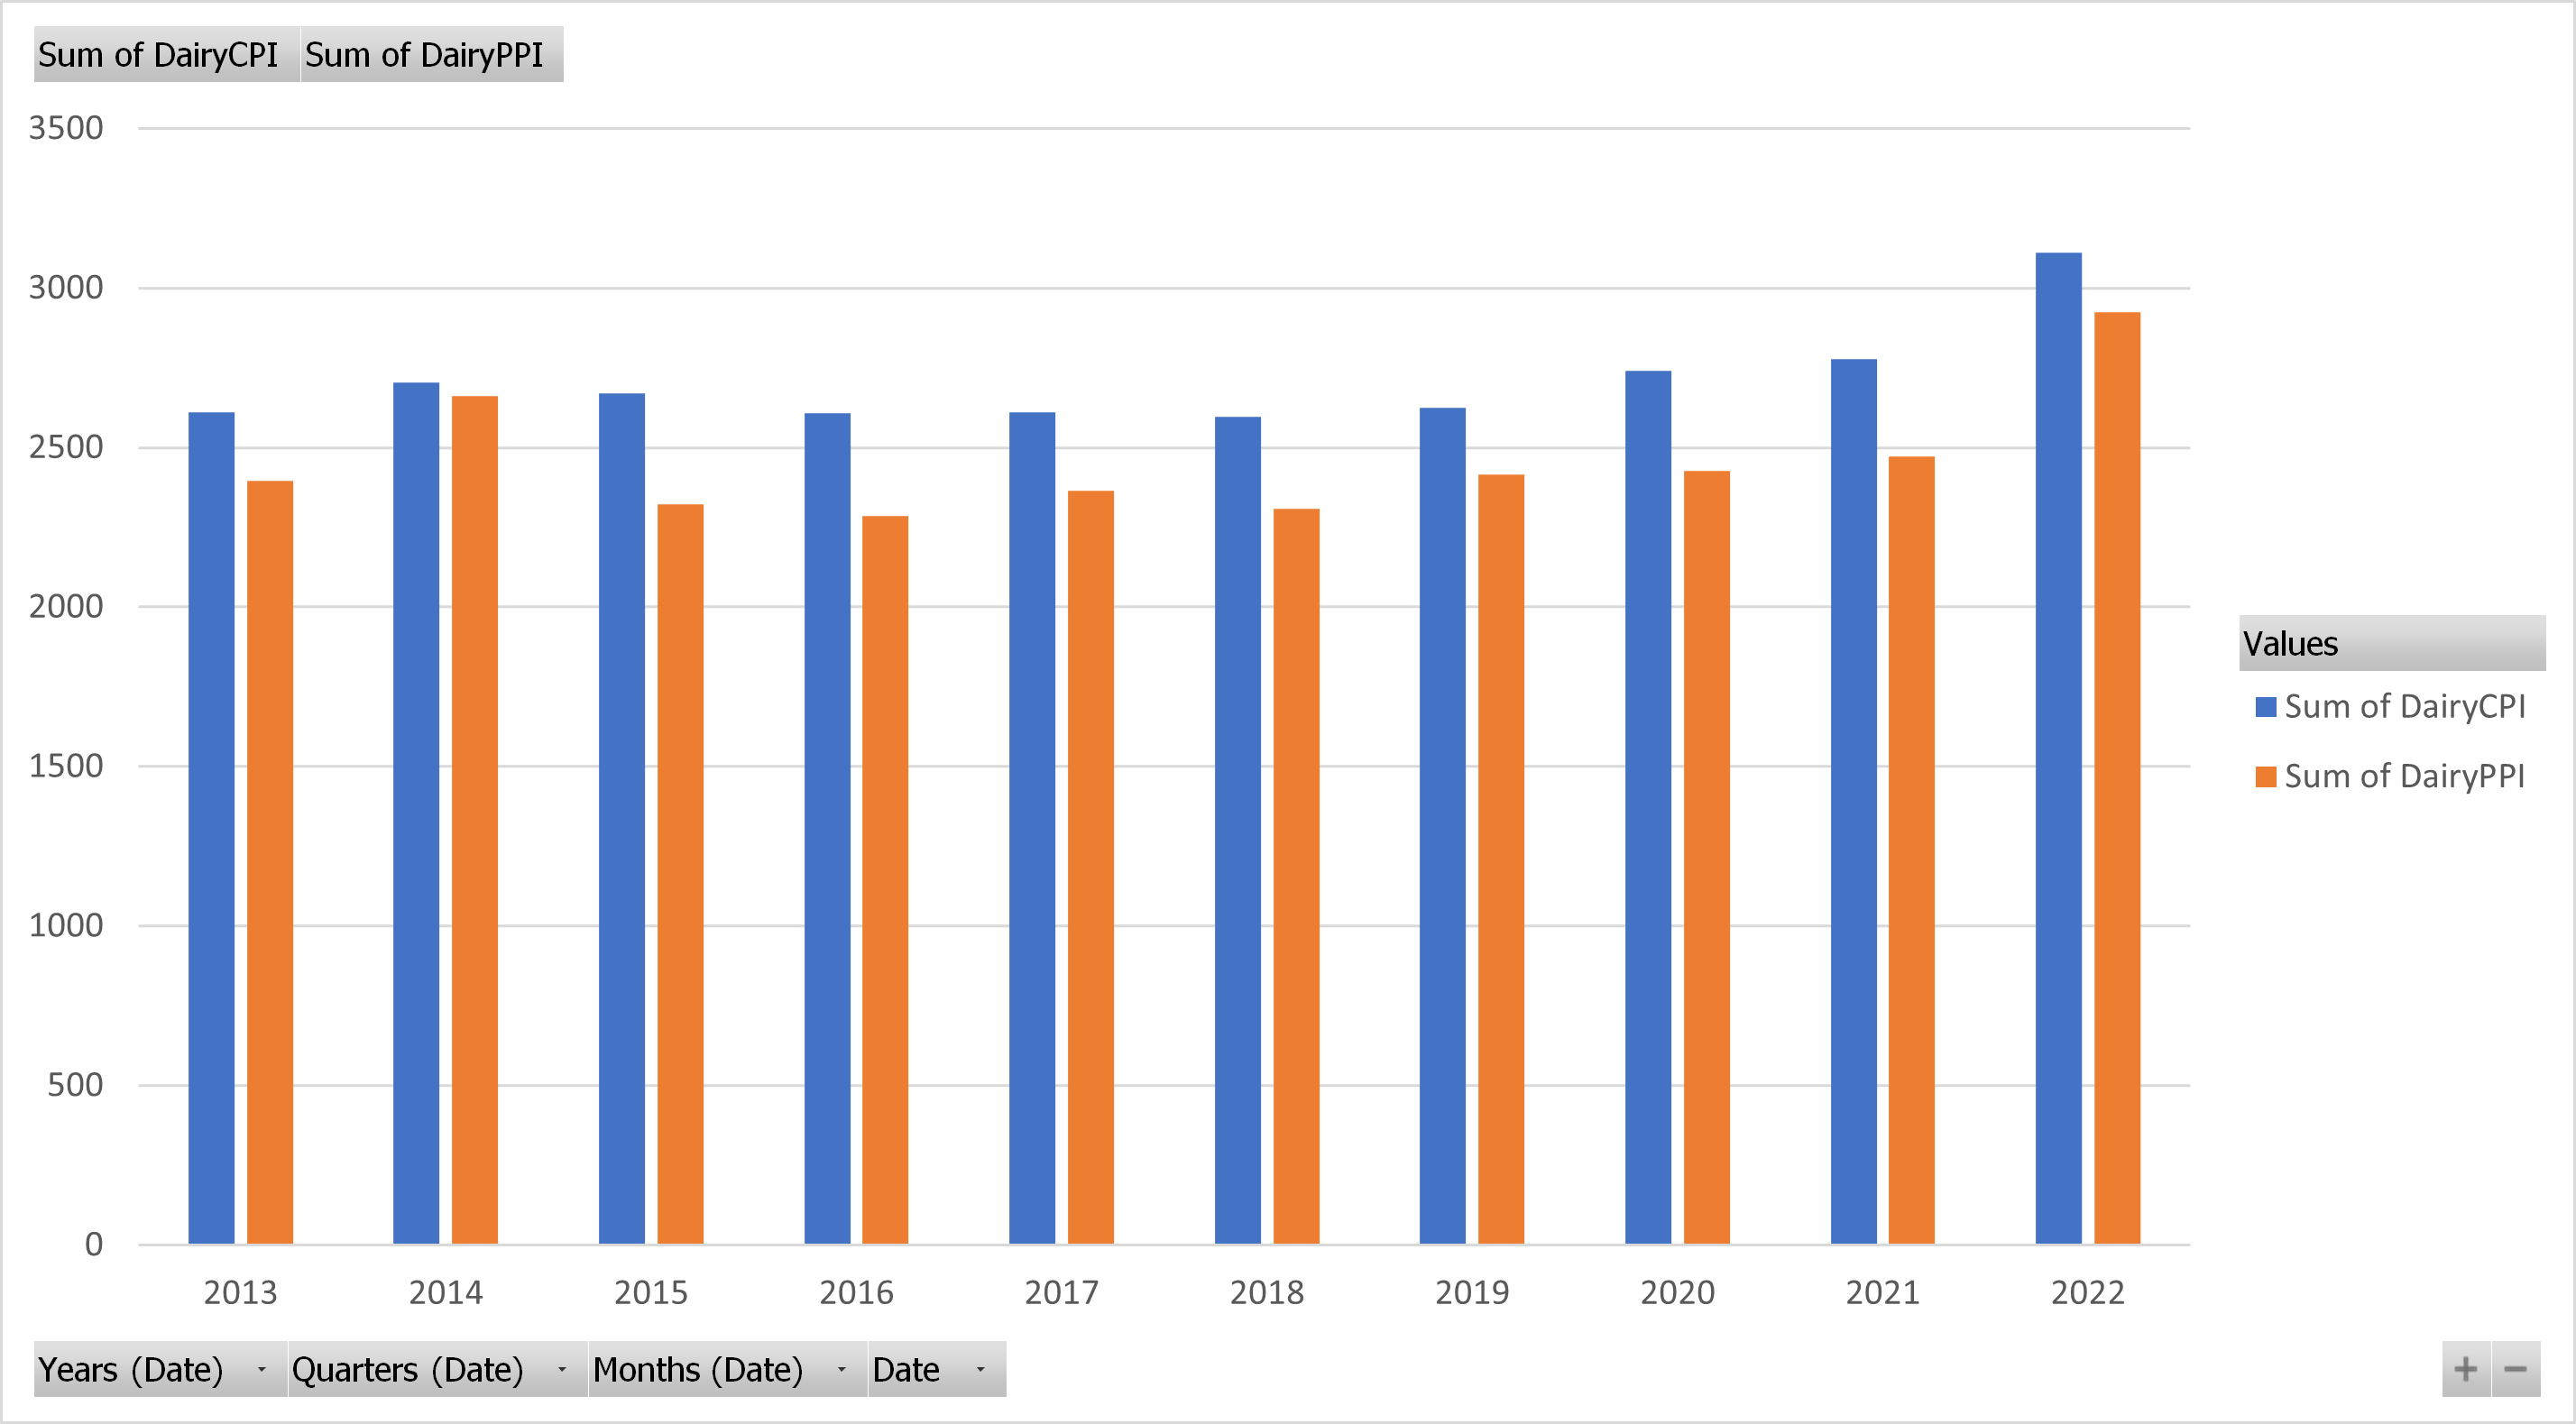 Sum of DairyCPI Sum of DairyPPI
3500
3000
2500
2000
1500
1000
500
0
2013 2014 2015 2016 2017 2018 2019 2020 2021 2022
Values
Sum of DairyCPI
Sum of DairyPPI
Years (Date) Quarters (Date) Months (Date) Date
+ −